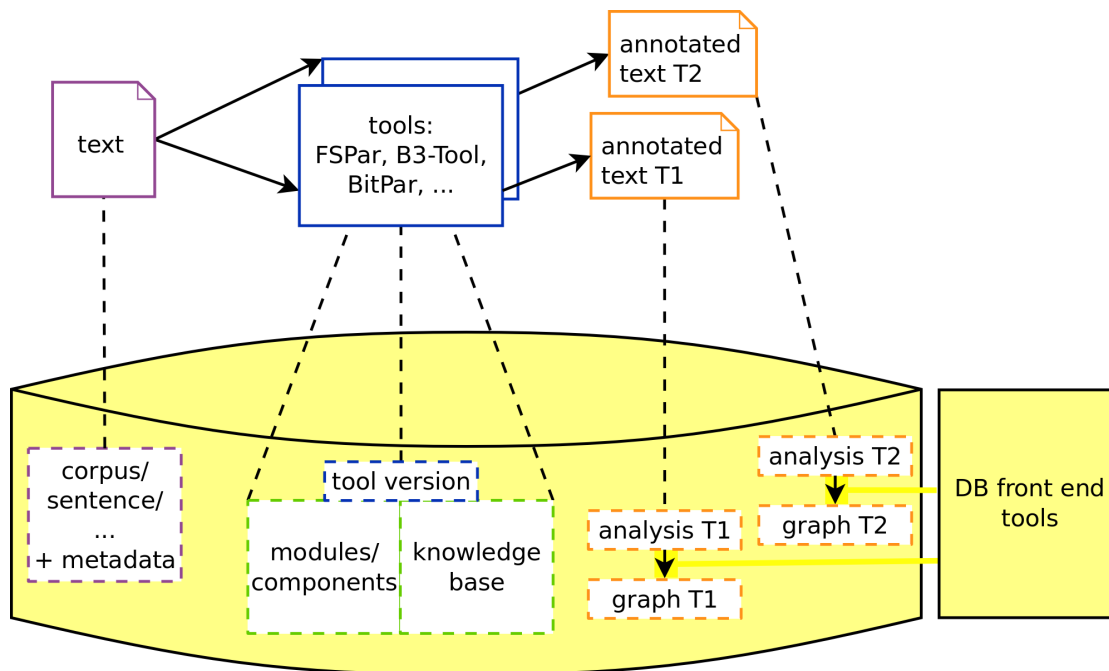 text
tools:
FSPar, B3-Tool,
BitPar, ...
annotated
text T2
annotated
text T1
corpus/
sentence/
...
+ metadata
tool version
modules/
components
knowledge
base
analysis T1
graph T1
analysis T2
graph T2
DB front end
tools